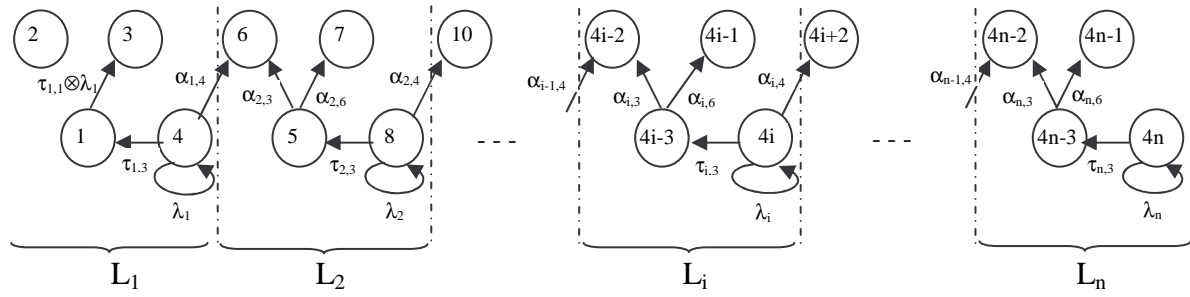 2 3 6 7 10 4i-2 4i-1 4i+2 4n-2 4n-1
τ1,1⊗λ1 α1,4 α2,3 α2,6 α2,4 αi-1,4 αi,3 αi,6 αi,4 αn-1,4 αn,3 αn,6
1 4 5 8 - - - 4i-3 4i - - - 4n-3 4n
τ1.3 τ2,3 τi.3 τn,3
λ1 λ2 λi λn
L1 L2 Li Ln